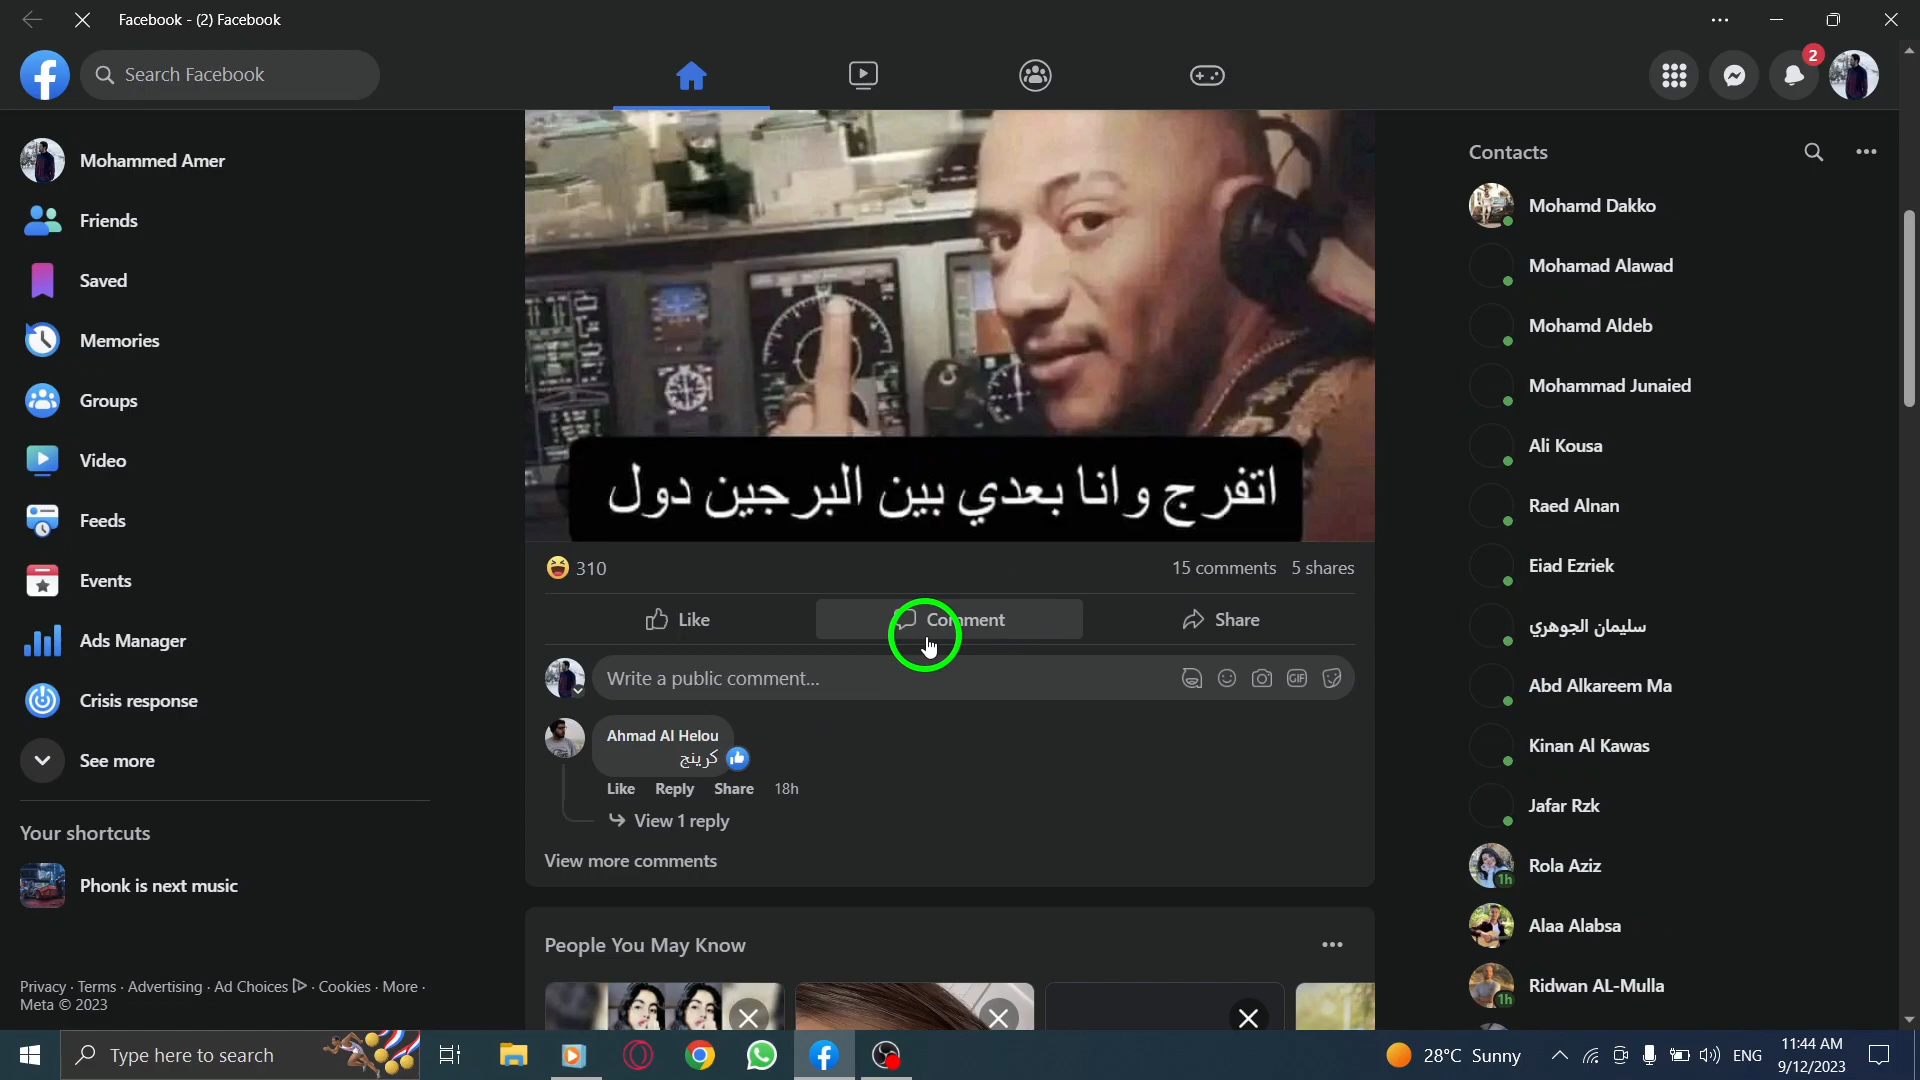 Facebook - (2) Facebook
Search Facebook
2
Mohammed Amer
Friends
Saved
Memories
Groups
Video
Feeds
Events
Ads Manager
Crisis response
See more
Your shortcuts
Phonk is next music
Privacy · Terms · Advertising · Ad Choices · Cookies · More ·
Meta © 2023
اتفرج وانا بعدي بين البرجين دول
310
15 comments 5 shares
Like
Comment
Share
Write a public comment...
GIF
Ahmad Al Helou
كرينج
Like Reply Share 18h
View 1 reply
View more comments
People You May Know
Contacts
Mohamd Dakko
Mohamad Alawad
Mohamd Aldeb
Mohammad Junaied
Ali Kousa
Raed Alnan
Eiad Ezriek
سليمان الجوهري
Abd Alkareem Ma
Kinan Al Kawas
Jafar Rzk
Rola Aziz
1h
Alaa Alabsa
Ridwan AL-Mulla
1h
Type here to search
28°C Sunny
ENG
11:44 AM
9/12/2023